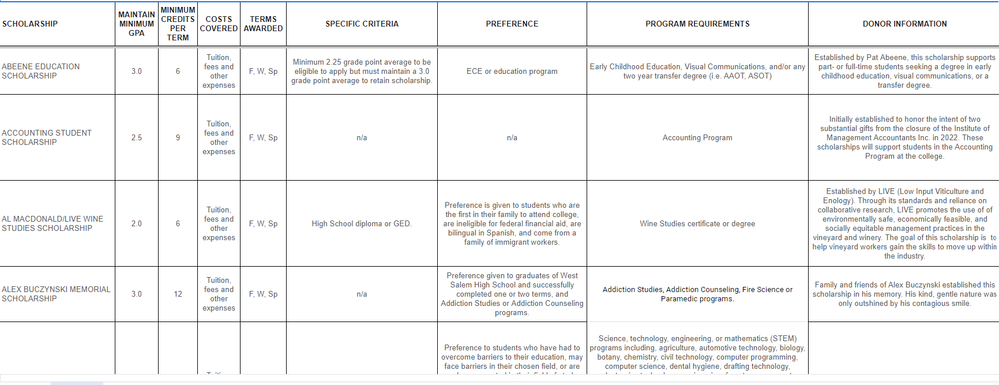 SCHOLARSHIP
MAINTAIN
MINIMUM
GPA
MINIMUM
CREDITS
PER
TERM
COSTS
COVERED
TERMS
AWARDED
SPECIFIC CRITERIA
PREFERENCE
PROGRAM REQUIREMENTS
DONOR INFORMATION
ABEENE EDUCATION
SCHOLARSHIP
3.0
6
Tuition,
fees and
other
expenses
F, W, Sp
Minimum 2.25 grade point average to be
eligible to apply but must maintain a 3.0
grade point average to retain scholarship.
ECE or education program
Early Childhood Education, Visual Communications, and/or any
two year transfer degree (i.e. AAOT, ASOT)
Established by Pat Abeene, this scholarship supports
part- or full-time students seeking a degree in early
childhood education, visual communications, or a
transfer degree.
ACCOUNTING STUDENT
SCHOLARSHIP
2.5
9
Tuition,
fees and
other
expenses
F, W, Sp
n/a
n/a
Accounting Program
Initially established to honor the intent of two
substantial gifts from the closure of the Institute of
Management Accountants Inc. in 2022. These
scholarships will support students in the Accounting
Program at the college.
AL MACDONALD/LIVE WINE
STUDIES SCHOLARSHIP
2.0
6
Tuition,
fees and
other
expenses
F, W, Sp
High School diploma or GED.
Preference is given to students who are
the first in their family to attend college,
are ineligible for federal financial aid, are
bilingual in Spanish, and come from a
family of immigrant workers.
Wine Studies certificate or degree
Established by LIVE (Low Input Viticulture and
Enology). Through its standards and reliance on
collaborative research, LIVE promotes the use of of
environmentally safe, economically feasible, and
socially equitable management practices in the
vineyard and winery. The goal of this scholarship is to
help vineyard workers gain the skills to move up within
the industry.
ALEX BUCZYNSKI MEMORIAL
SCHOLARSHIP
3.0
12
Tuition,
fees and
other
expenses
F, W, Sp
n/a
Preference given to graduates of West
Salem High School and successfully
completed one or two terms, and
Addiction Studies or Addiction Counseling
programs.
Addiction Studies, Addiction Counseling, Fire Science or
Paramedic programs.
Family and friends of Alex Buczynski established this
scholarship in his memory. His kind, gentle nature was
only outshined by his contagious smile.
Preference to students who have had to
overcome barriers to their education, may
face barriers in their chosen field, or are
Science, technology, engineering, or mathematics (STEM)
programs including, agriculture, automotive technology, biology,
botany, chemistry, civil technology, computer programming,
computer science, dental hygiene, drafting technology,